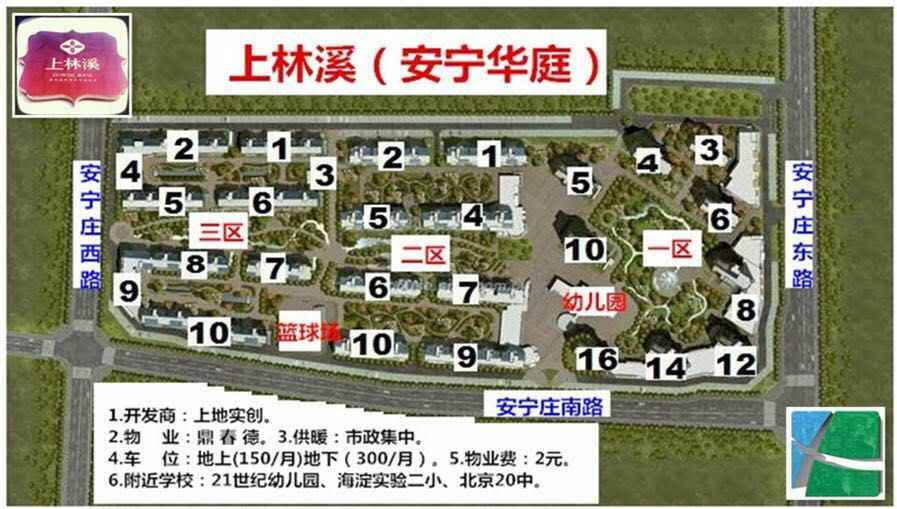 上林溪
上林溪（安宁华庭）
安宁庄西路
安宁庄东路
2 1 2 1 4 3
4 3 5
5 6 5 4 6
三区 二区 10 一区
8 7 6 7
9 幼儿园 8
10 篮球场 10 9 16 14 12
安宁庄南路
1.开发商：上地实创。
2.物 业：鼎 春 德。3.供暖：市政集中。
4.车 位：地上(150/月)地下（300/月）。5.物业费：2元。
6.附近学校：21世纪幼儿园、海淀实验二小、北京20中。